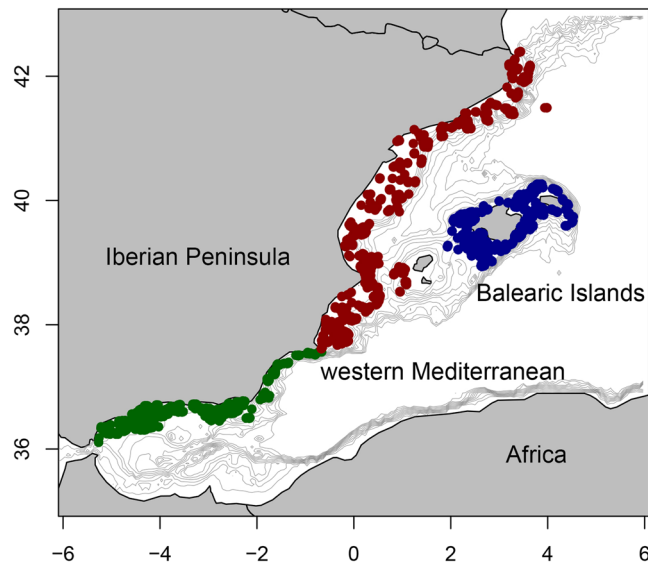 42
40
38
36
Iberian Peninsula
Balearic Islands
western Mediterranean
Africa
−6 −4 −2 0 2 4 6